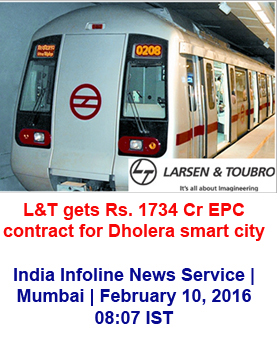 0208
LARSEN & TOUBRO
It's all about Imagineering
L&T gets Rs. 1734 Cr EPC
contract for Dholera smart city
India Infoline News Service |
Mumbai | February 10, 2016
08:07 IST